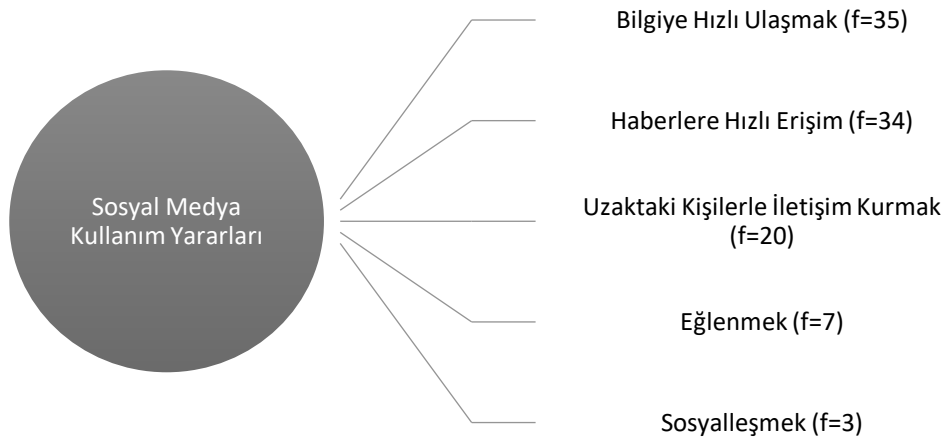 Bilgiye Hızlı Ulaşmak (f=35)
Haberlere Hızlı Erişim (f=34)
Sosyal Medya
Kullanım Yararları
Uzaktaki Kişilerle İletişim Kurmak
(f=20)
Eğlenmek (f=7)
Sosyalleşmek (f=3)